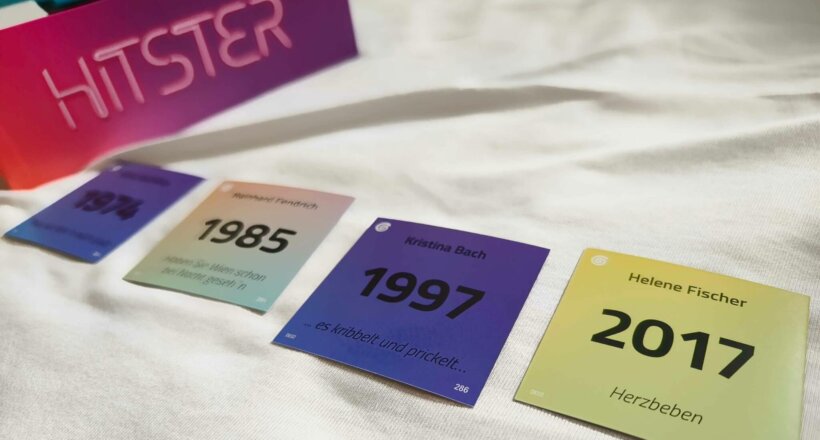 HITSTER
1974
Reinhard Fendrich
1985
Haben Sie Wien schon
bei Nacht geseh'n
Kristina Bach
1997
... es kribbelt und prickelt...
286
Helene Fischer
2017
Herzbeben